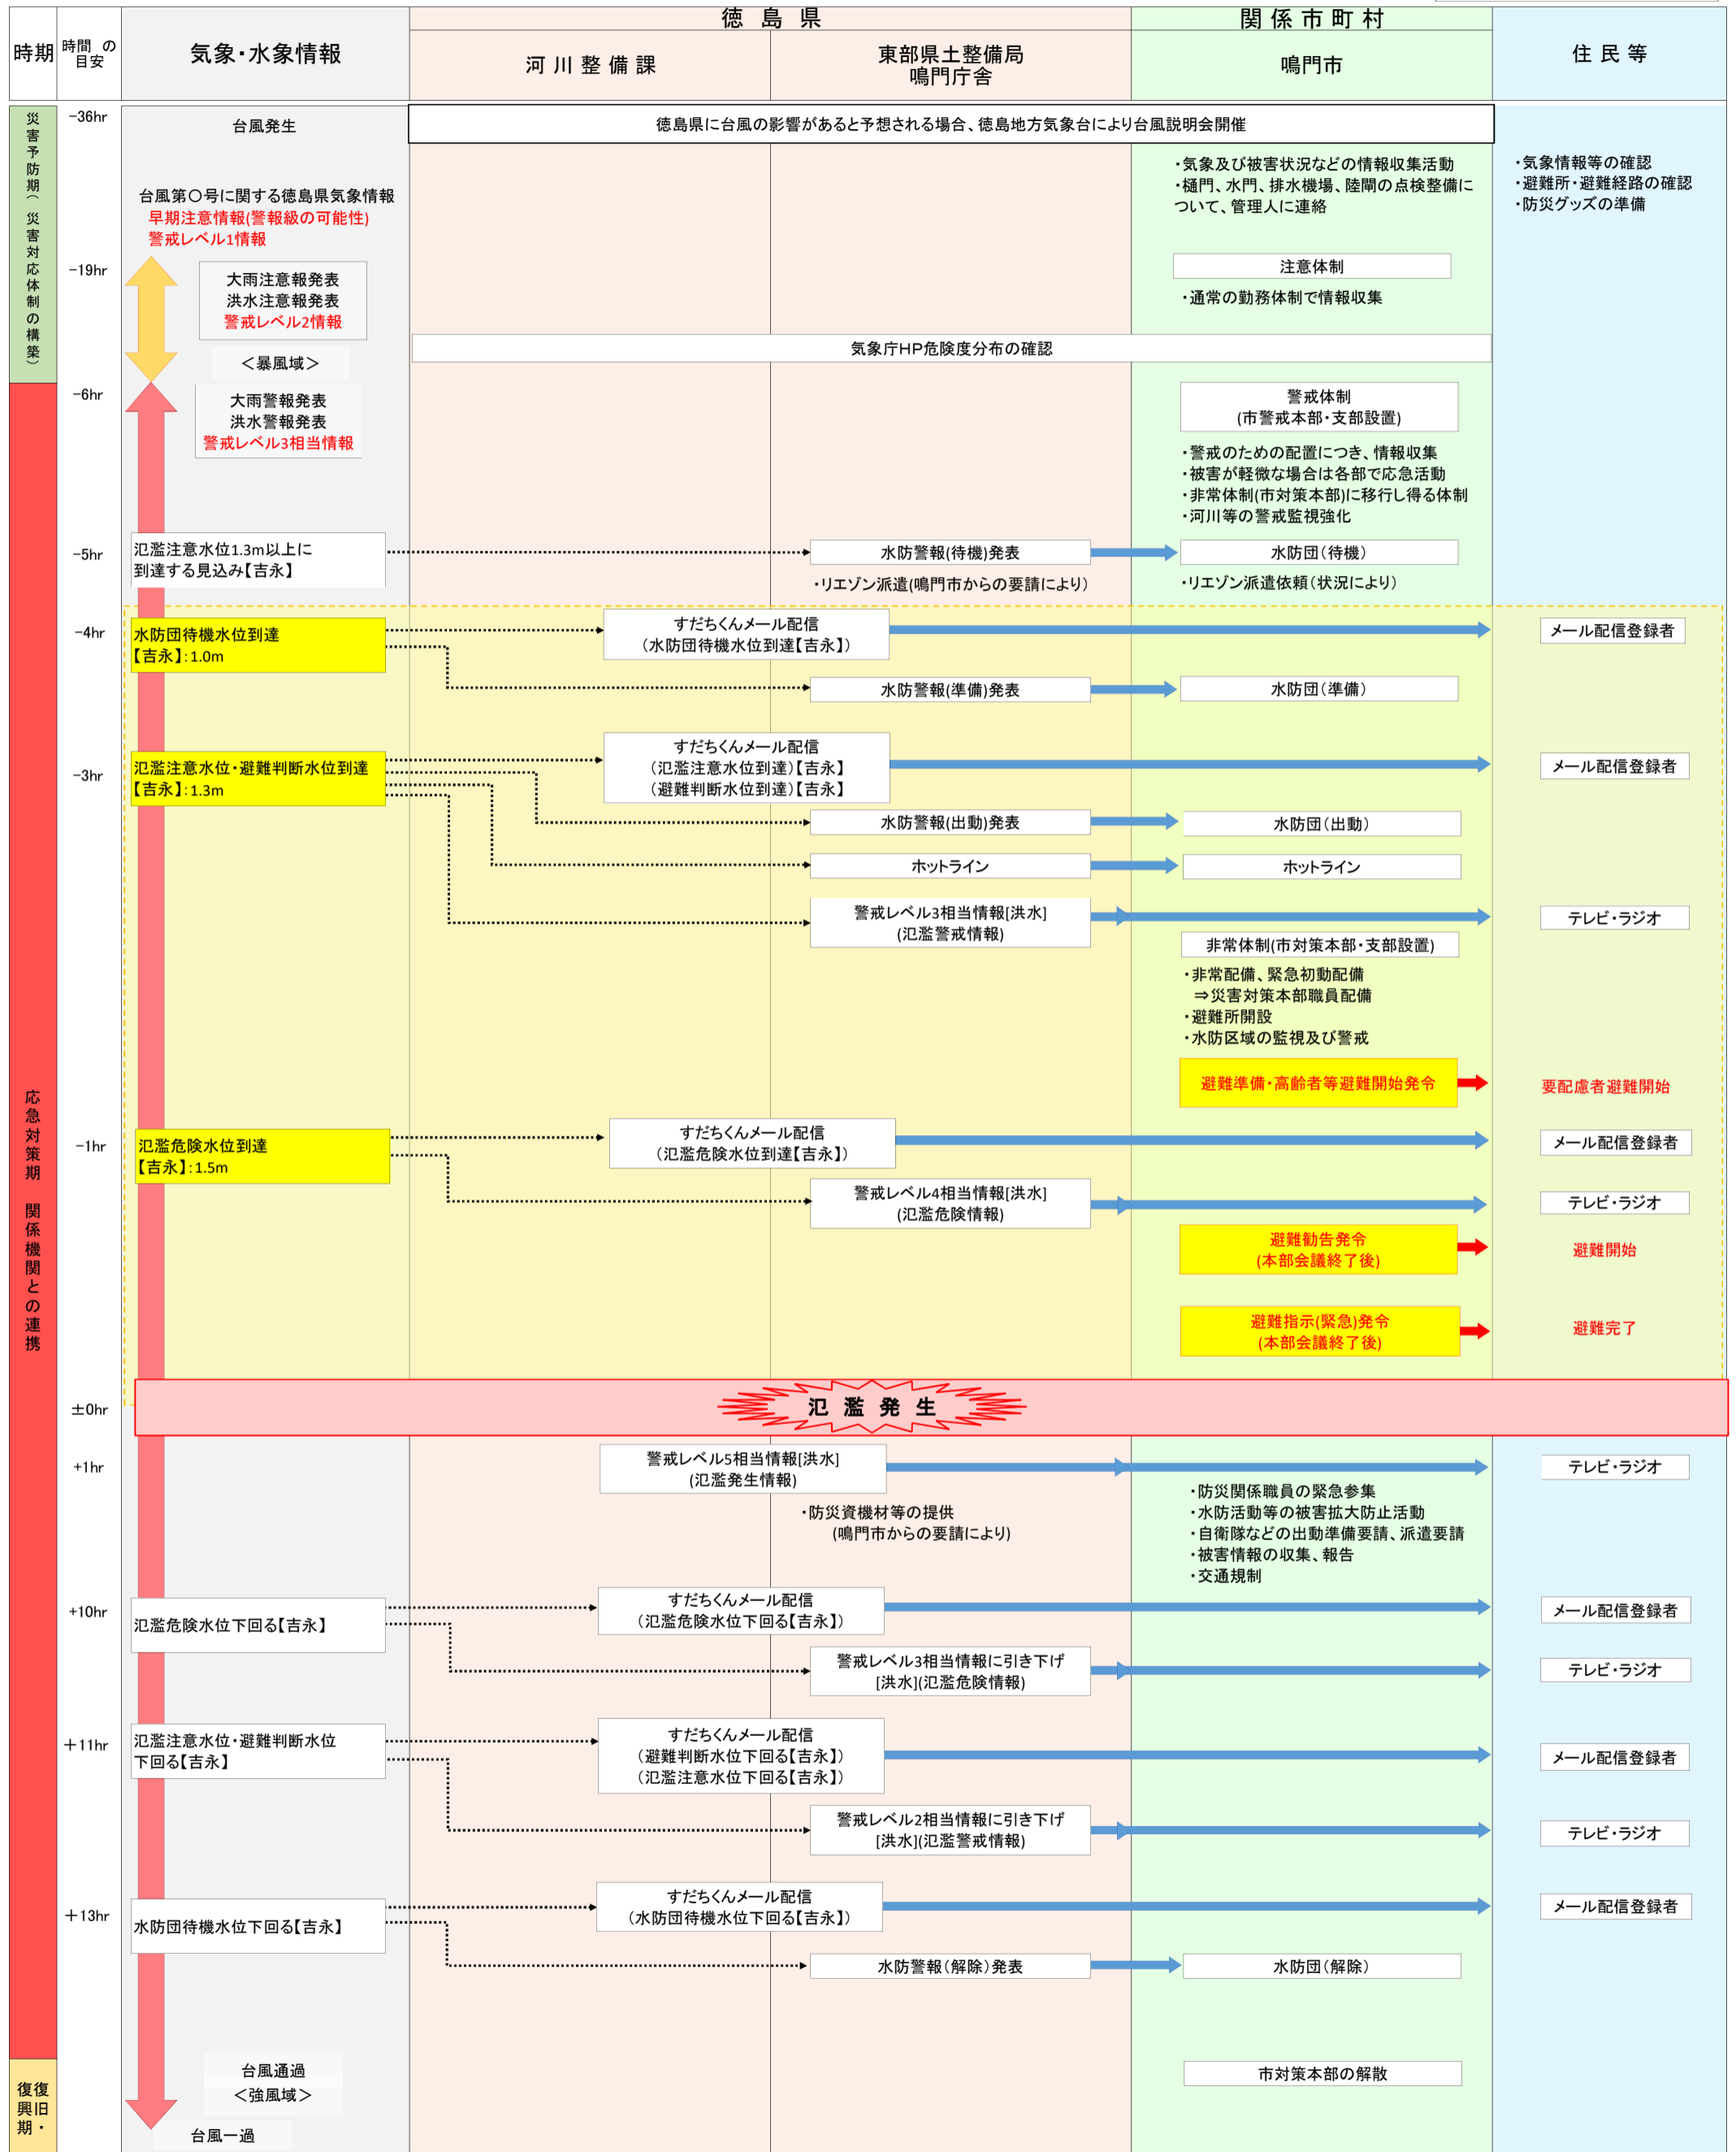 徳島県
関係市町村
時期
時間 の
目安
気象・水象情報
河川整備課
東部県土整備局
鳴門庁舎
鳴門市
住民等
災害予防期(災害対応体制の構築)
-36hr
台風発生
徳島県に台風の影響があると予想される場合、徳島地方気象台により台風説明会開催
・気象及び被害状況などの情報収集活動
・樋門、水門、排水機場、陸閘の点検整備に
ついて、管理人に連絡
・気象情報等の確認
・避難所・避難経路の確認
・防災グッズの準備
台風第〇号に関する徳島県気象情報
早期注意情報(警報級の可能性)
警戒レベル1情報
-19hr
大雨注意報発表
洪水注意報発表
警戒レベル2情報
注意体制
・通常の勤務体制で情報収集
<暴風域>
気象庁HP危険度分布の確認
応急対策期 関係機関との連携
-6hr
大雨警報発表
洪水警報発表
警戒レベル3相当情報
警戒体制
(市警戒本部・支部設置)
・警戒のための配置につき、情報収集
・被害が軽微な場合は各部で応急活動
・非常体制(市対策本部)に移行し得る体制
・河川等の警戒監視強化
-5hr
氾濫注意水位1.3m以上に
到達する見込み【吉永】
水防警報(待機)発表
水防団(待機)
・リエゾン派遣(鳴門市からの要請により)
・リエゾン派遣依頼(状況により)
-4hr
水防団待機水位到達
【吉永】:1.0m
すだちくんメール配信
(水防団待機水位到達【吉永】)
メール配信登録者
水防警報(準備)発表
水防団(準備)
-3hr
氾濫注意水位・避難判断水位到達
【吉永】:1.3m
すだちくんメール配信
(氾濫注意水位到達)【吉永】
(避難判断水位到達)【吉永】
メール配信登録者
水防警報(出動)発表
水防団(出動)
ホットライン
ホットライン
警戒レベル3相当情報[洪水]
(氾濫警戒情報)
テレビ・ラジオ
非常体制(市対策本部・支部設置)
・非常配備、緊急初動配備
⇒災害対策本部職員配備
・避難所開設
・水防区域の監視及び警戒
避難準備・高齢者等避難開始発令
要配慮者避難開始
-1hr
氾濫危険水位到達
【吉永】:1.5m
すだちくんメール配信
(氾濫危険水位到達【吉永】)
メール配信登録者
警戒レベル4相当情報[洪水]
(氾濫危険情報)
テレビ・ラジオ
避難勧告発令
(本部会議終了後)
避難開始
避難指示(緊急)発令
(本部会議終了後)
避難完了
±0hr
氾濫発生
+1hr
警戒レベル5相当情報[洪水]
(氾濫発生情報)
テレビ・ラジオ
・防災資機材等の提供
(鳴門市からの要請により)
・防災関係職員の緊急参集
・水防活動等の被害拡大防止活動
・自衛隊などの出動準備要請、派遣要請
・被害情報の収集、報告
・交通規制
+10hr
氾濫危険水位下回る【吉永】
すだちくんメール配信
(氾濫危険水位下回る【吉永】)
メール配信登録者
警戒レベル3相当情報に引き下げ
[洪水](氾濫危険情報)
テレビ・ラジオ
+11hr
氾濫注意水位・避難判断水位
下回る【吉永】
すだちくんメール配信
(避難判断水位下回る【吉永】)
(氾濫注意水位下回る【吉永】)
メール配信登録者
警戒レベル2相当情報に引き下げ
[洪水](氾濫警戒情報)
テレビ・ラジオ
+13hr
水防団待機水位下回る【吉永】
すだちくんメール配信
(水防団待機水位下回る【吉永】)
メール配信登録者
水防警報(解除)発表
水防団(解除)
復旧・
復興期
台風通過
<強風域>
市対策本部の解散
台風一過